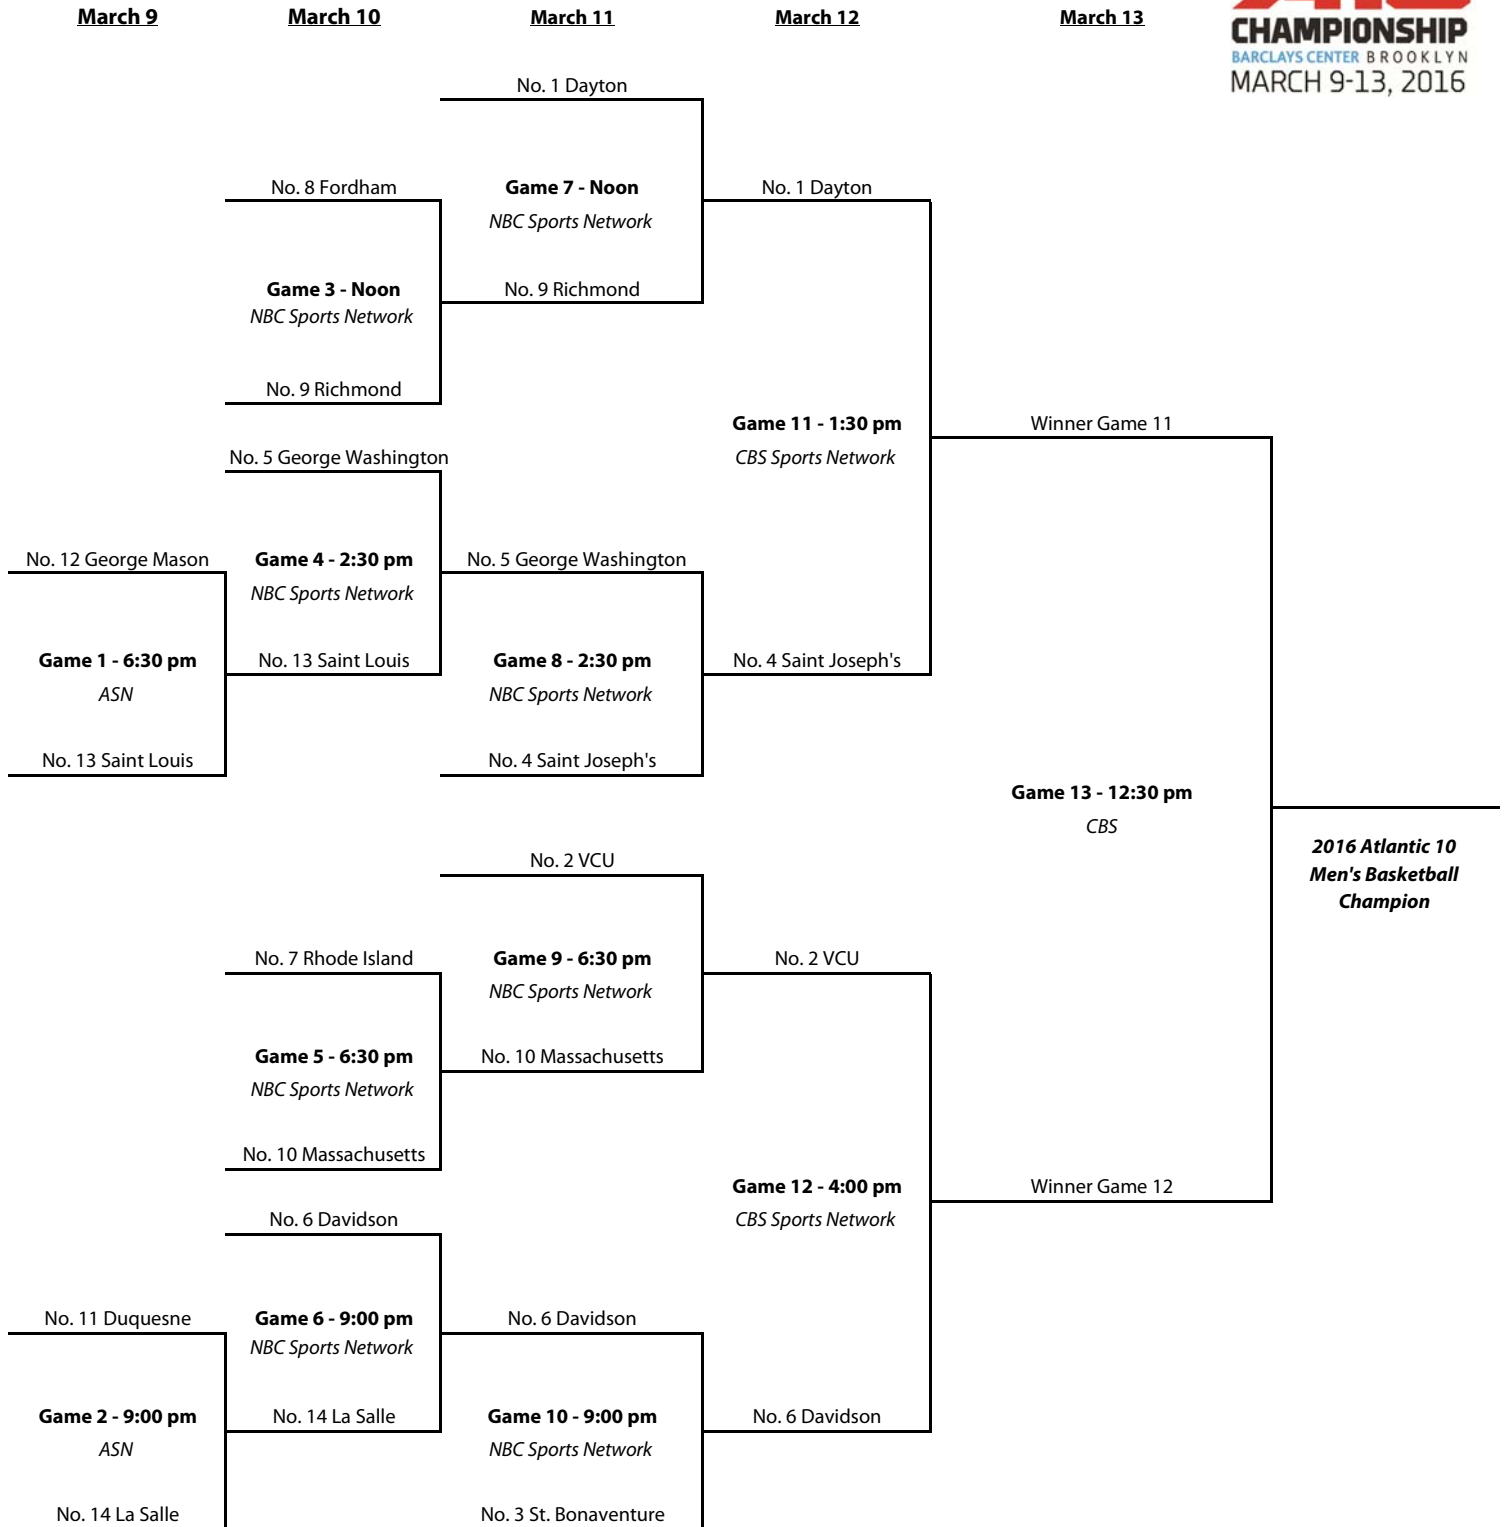 March 9
March 10
March 11
March 12
March 13
CHAMPIONSHIP
BARCLAYS CENTER BROOKLYN
MARCH 9-13, 2016
No. 1 Dayton
No. 8 Fordham
Game 7 - Noon
No. 1 Dayton
NBC Sports Network
Game 3 - Noon
No. 9 Richmond
NBC Sports Network
No. 9 Richmond
Game 11 - 1:30 pm
Winner Game 11
No. 5 George Washington
CBS Sports Network
No. 12 George Mason
Game 4 - 2:30 pm
No. 5 George Washington
NBC Sports Network
Game 1 - 6:30 pm
No. 13 Saint Louis
Game 8 - 2:30 pm
No. 4 Saint Joseph's
ASN
NBC Sports Network
No. 13 Saint Louis
No. 4 Saint Joseph's
Game 13 - 12:30 pm
CBS
2016 Atlantic 10
Men's Basketball
Champion
No. 2 VCU
No. 7 Rhode Island
Game 9 - 6:30 pm
No. 2 VCU
NBC Sports Network
Game 5 - 6:30 pm
No. 10 Massachusetts
NBC Sports Network
No. 10 Massachusetts
Game 12 - 4:00 pm
Winner Game 12
No. 6 Davidson
CBS Sports Network
No. 11 Duquesne
Game 6 - 9:00 pm
No. 6 Davidson
NBC Sports Network
Game 2 - 9:00 pm
No. 14 La Salle
Game 10 - 9:00 pm
No. 6 Davidson
ASN
NBC Sports Network
No. 14 La Salle
No. 3 St. Bonaventure